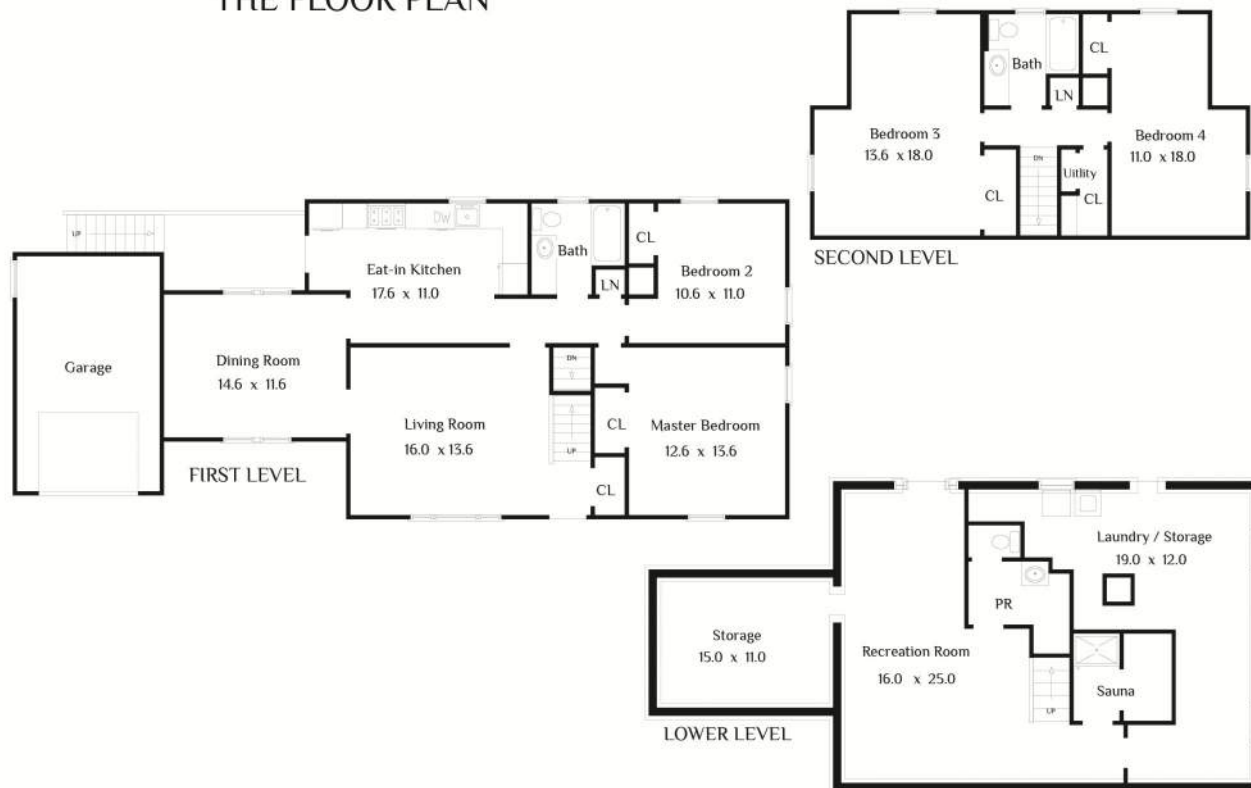 THE FLOOR PLAN
Bath
CL
LN
Bedroom 3
13.6 x 18.0
Bedroom 4
11.0 x 18.0
DN
Uitlity
CL
CL
SECOND LEVEL
UP
DW
Eat-in Kitchen
17.6 x 11.0
Bath
CL
LN
Bedroom 2
10.6 x 11.0
Garage
Dining Room
14.6 x 11.6
DN
Living Room
16.0 x 13.6
UP
CL
Master Bedroom
12.6 x 13.6
CL
FIRST LEVEL
Laundry / Storage
19.0 x 12.0
PR
Storage
15.0 x 11.0
Recreation Room
16.0 x 25.0
UP
Sauna
LOWER LEVEL